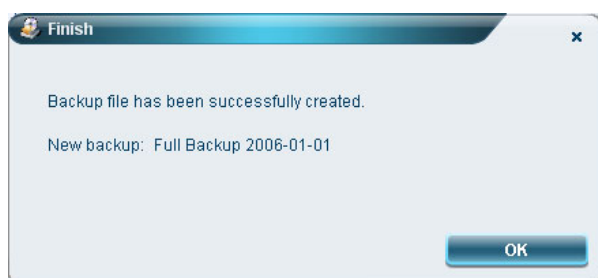 Finish
Backup file has been successfully created.
New backup: Full Backup 2006-01-01
OK